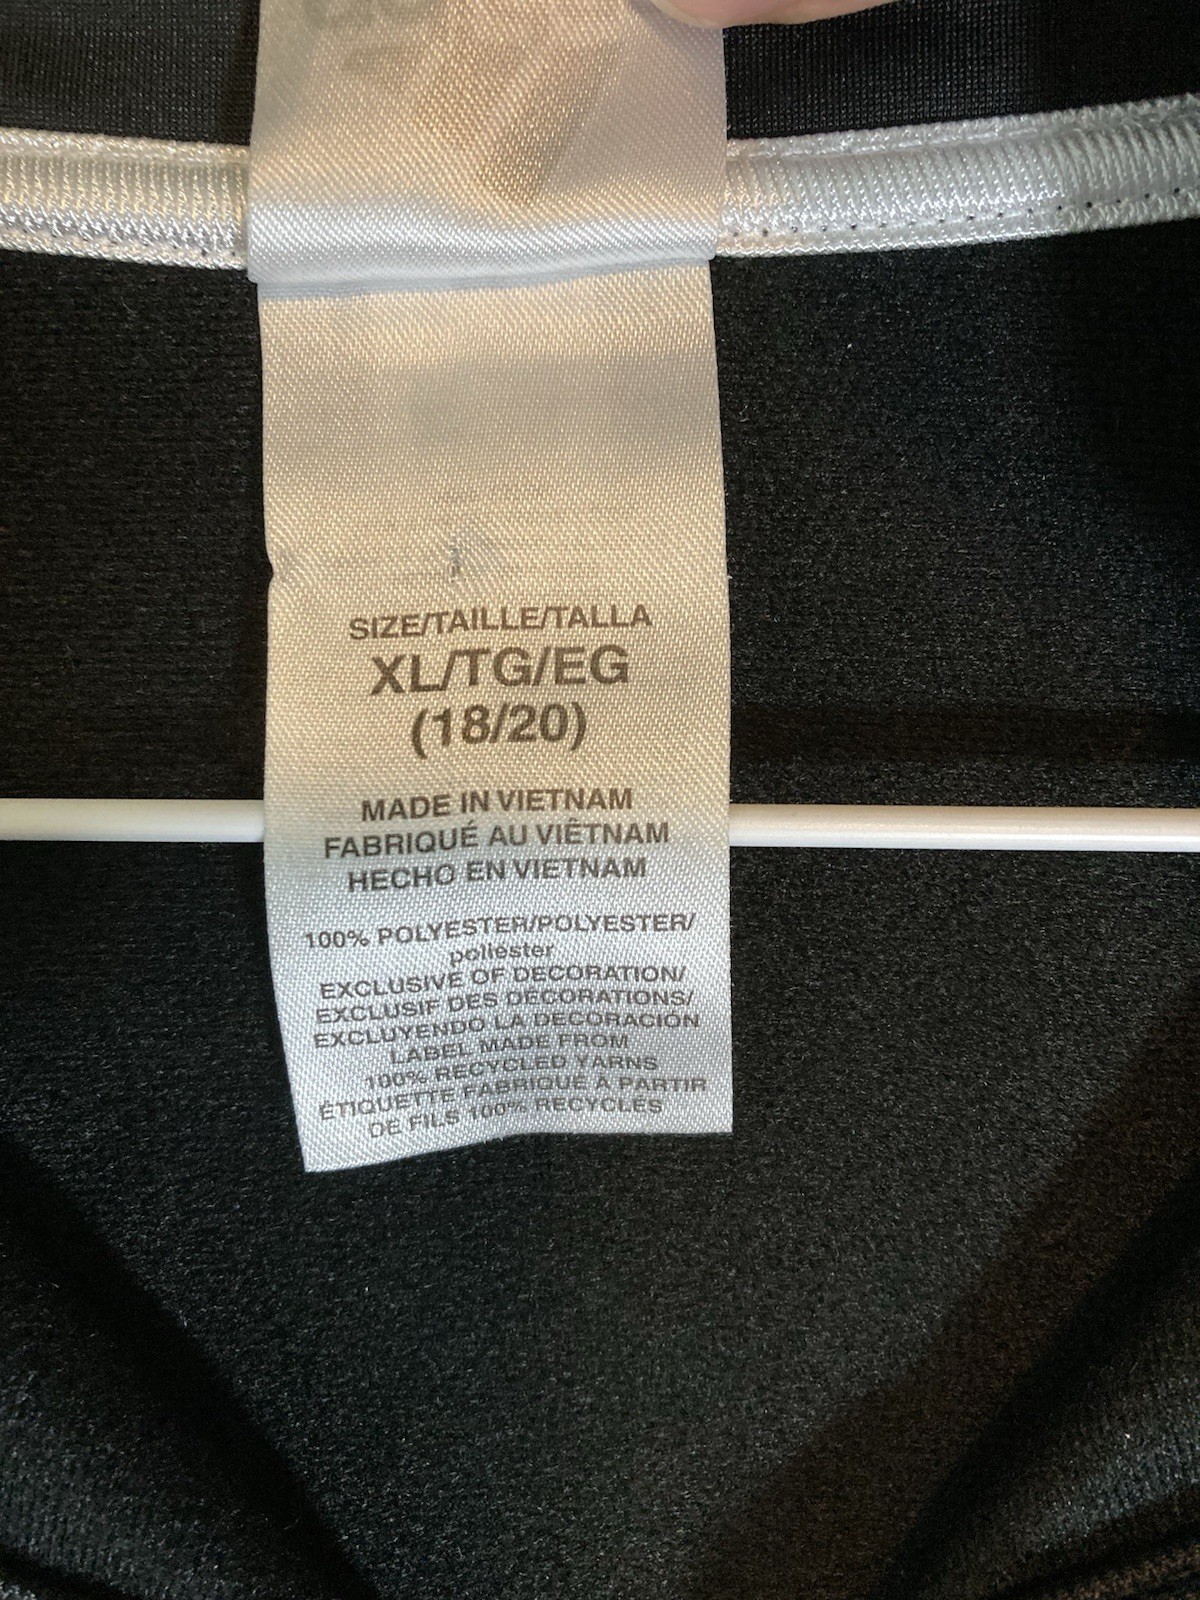 SIZE/TAILLE/TALLA
XL/TG/EG
(18/20)
MADE IN VIETNAM
FABRIQUÉ AU VIÊTNAM
HECHO EN VIETNAM
100% POLYESTER/POLYESTER/
poliester
EXCLUSIVE OF DECORATION/
EXCLUSIF DES DECORATIONS/
EXCLUYENDO LA DECORACION
LABEL MADE FROM
100% RECYCLED YARNS
ÉTIQUETTE FABRIQUÉ À PARTIR
DE FILS 100% RECYCLÉS